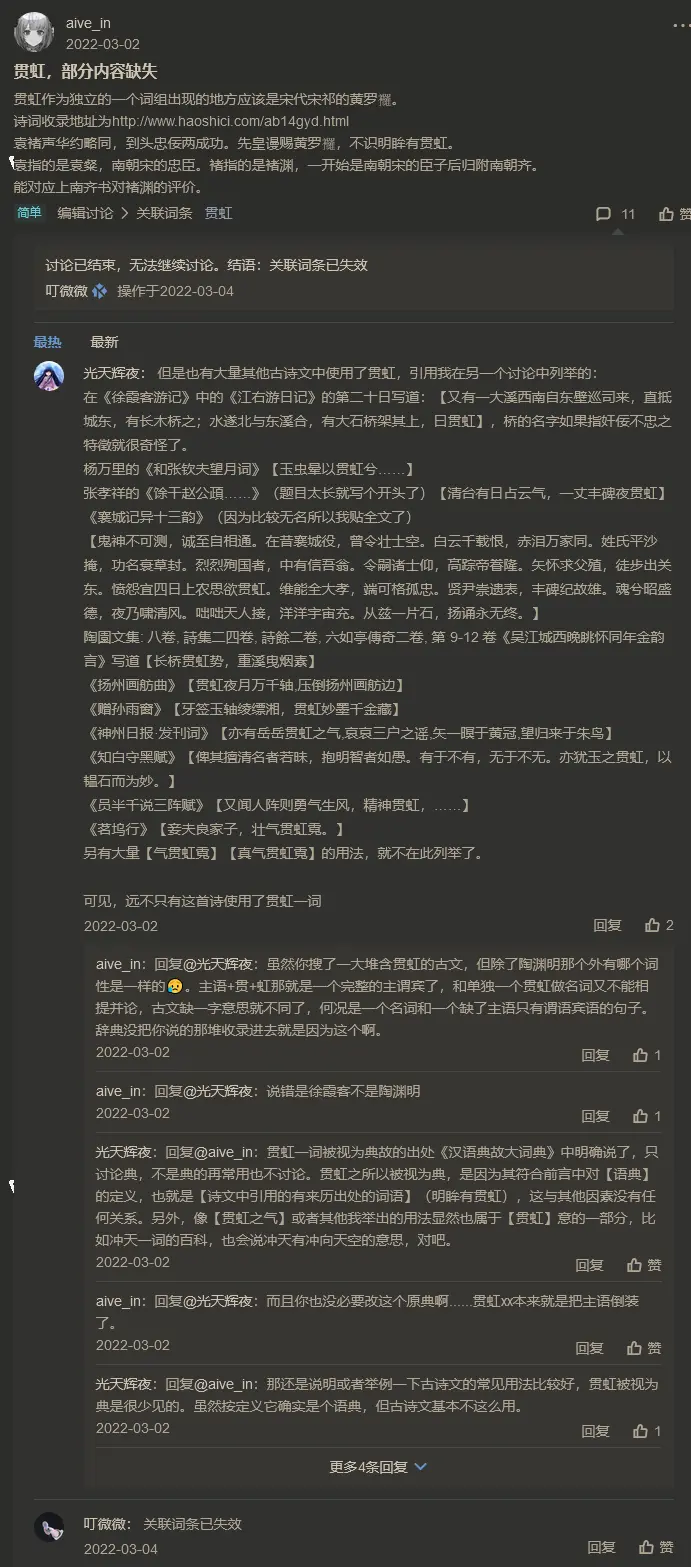 aive_in
2022-03-02
贯虹，部分内容缺失
贯虹作为独立的一个词组出现的地方应该是宋代宋祁的黄罗䆉。
诗词收录地址为http://www.haoshici.com/ab14gyd.html
袁褚声华约略同，到头忠佞两成功。先皇谩赐黄罗，不识明眸有贯虹。
袁指的是袁粲，南朝宋的忠臣。褚指的是褚渊，一开始是南朝宋的臣子后归附南朝齐。
能对应上南齐书对褚渊的评价。
简单 编辑讨论 > 关联词条 贯虹 11 赞
讨论已结束，无法继续讨论。结语：关联词条已失效
叮微微 操作于2022-03-04
最热 最新
光天辉夜： 但是也有大量其他古诗文中使用了贯虹，引用我在另一个讨论中列举的：
在《徐霞客游记》中的《江右游日记》的第二十日写道：【又有一大溪西南自东壁巡司来，直抵
城东，有长木桥之；水遂北与东溪合，有大石桥架其上，曰贯虹】，桥的名字如果指奸佞不忠之
特徵就很奇怪了。
杨万里的《和张钦夫望月词》【玉虫晕以贯虹兮……】
张孝祥的《馀干赵公頙……》（题目太长就写个开头了）【清台有日占云气，一丈丰碑夜贯虹】
《襄城记异十三韵》（因为比较无名所以我贴全文了）
【鬼神不可测，诚至自相通。在昔襄城役，曾令壮士空。白云千载恨，赤泪万家同。姓氏平沙
掩，功名衰草封。烈烈殉国者，中有信吾翁。令嗣诸士仰，高踪帝眷隆。矢怀求父殖，徒步出关
东。愤怨宜四日上农思欲贯虹。维能全大孝，端可格孤忠。贤尹崇遗表，丰碑纪故雄。魂兮昭盛
德，夜乃啸清风。咄咄天人接，洋洋宇宙充。从兹一片石，扬诵永无终。】
陶園文集: 八卷, 詩集二四卷, 詩餘二卷, 六如亭傳奇二卷, 第 9-12 卷《吴江城西晚眺怀同年金韵
言》写道【长桥贯虹势，重溪曳烟素】
《扬州画舫曲》【贯虹夜月万千轴,压倒扬州画舫边】
《赠孙雨窗》【牙签玉轴绫缥湘，贯虹妙墨千金藏】
《神州日报·发刊词》【亦有岳岳贯虹之气,哀哀三户之谣,矢一暝于黄冠,望归来于朱鸟】
《知白守黑赋》【俾其擅清名者若昧，抱明智者如愚。有于不有，无于不无。亦犹玉之贯虹，以
韫石而为妙。】
《员半千说三阵赋》【又闻人阵则勇气生风，精神贯虹，……】
《茗坞行》【妾夫良家子，壮气贯虹霓。】
另有大量【气贯虹霓】【真气贯虹霓】的用法，就不在此列举了。
可见，远不只有这首诗使用了贯虹一词
2022-03-02 回复 2
aive_in：回复@光天辉夜：虽然你搜了一大堆含贯虹的古文，但除了陶渊明那个外有哪个词
性是一样的😥。主语+贯+虹那就是一个完整的主谓宾了，和单独一个贯虹做名词又不能相
提并论，古文缺一字意思就不同了，何况是一个名词和一个缺了主语只有谓语宾语的句子。
辞典没把你说的那堆收录进去就是因为这个啊。
2022-03-02 回复 1
aive_in：回复@光天辉夜：说错是徐霞客不是陶渊明
2022-03-02 回复 1
光天辉夜：回复@aive_in：贯虹一词被视为典故的出处《汉语典故大词典》中明确说了，只
讨论典，不是典的再常用也不讨论。贯虹之所以被视为典，是因为其符合前言中对【语典】
的定义，也就是【诗文中引用的有来历出处的词语】（明眸有贯虹），这与其他因素没有任
何关系。另外，像【贯虹之气】或者其他我举出的用法显然也属于【贯虹】意的一部分，比
如冲天一词的百科，也会说冲天有冲向天空的意思，对吧。
2022-03-02 回复 赞
aive_in：回复@光天辉夜：而且你也没必要改这个原典啊......贯虹xx本来就是把主语倒装
了。
2022-03-02 回复 赞
光天辉夜：回复@aive_in：那还是说明或者举例一下古诗文的常见用法比较好，贯虹被视为
典是很少见的。虽然按定义它确实是个语典，但古诗文基本不这么用。
2022-03-02 回复 1
更多4条回复
叮微微： 关联词条已失效
2022-03-04 回复 赞